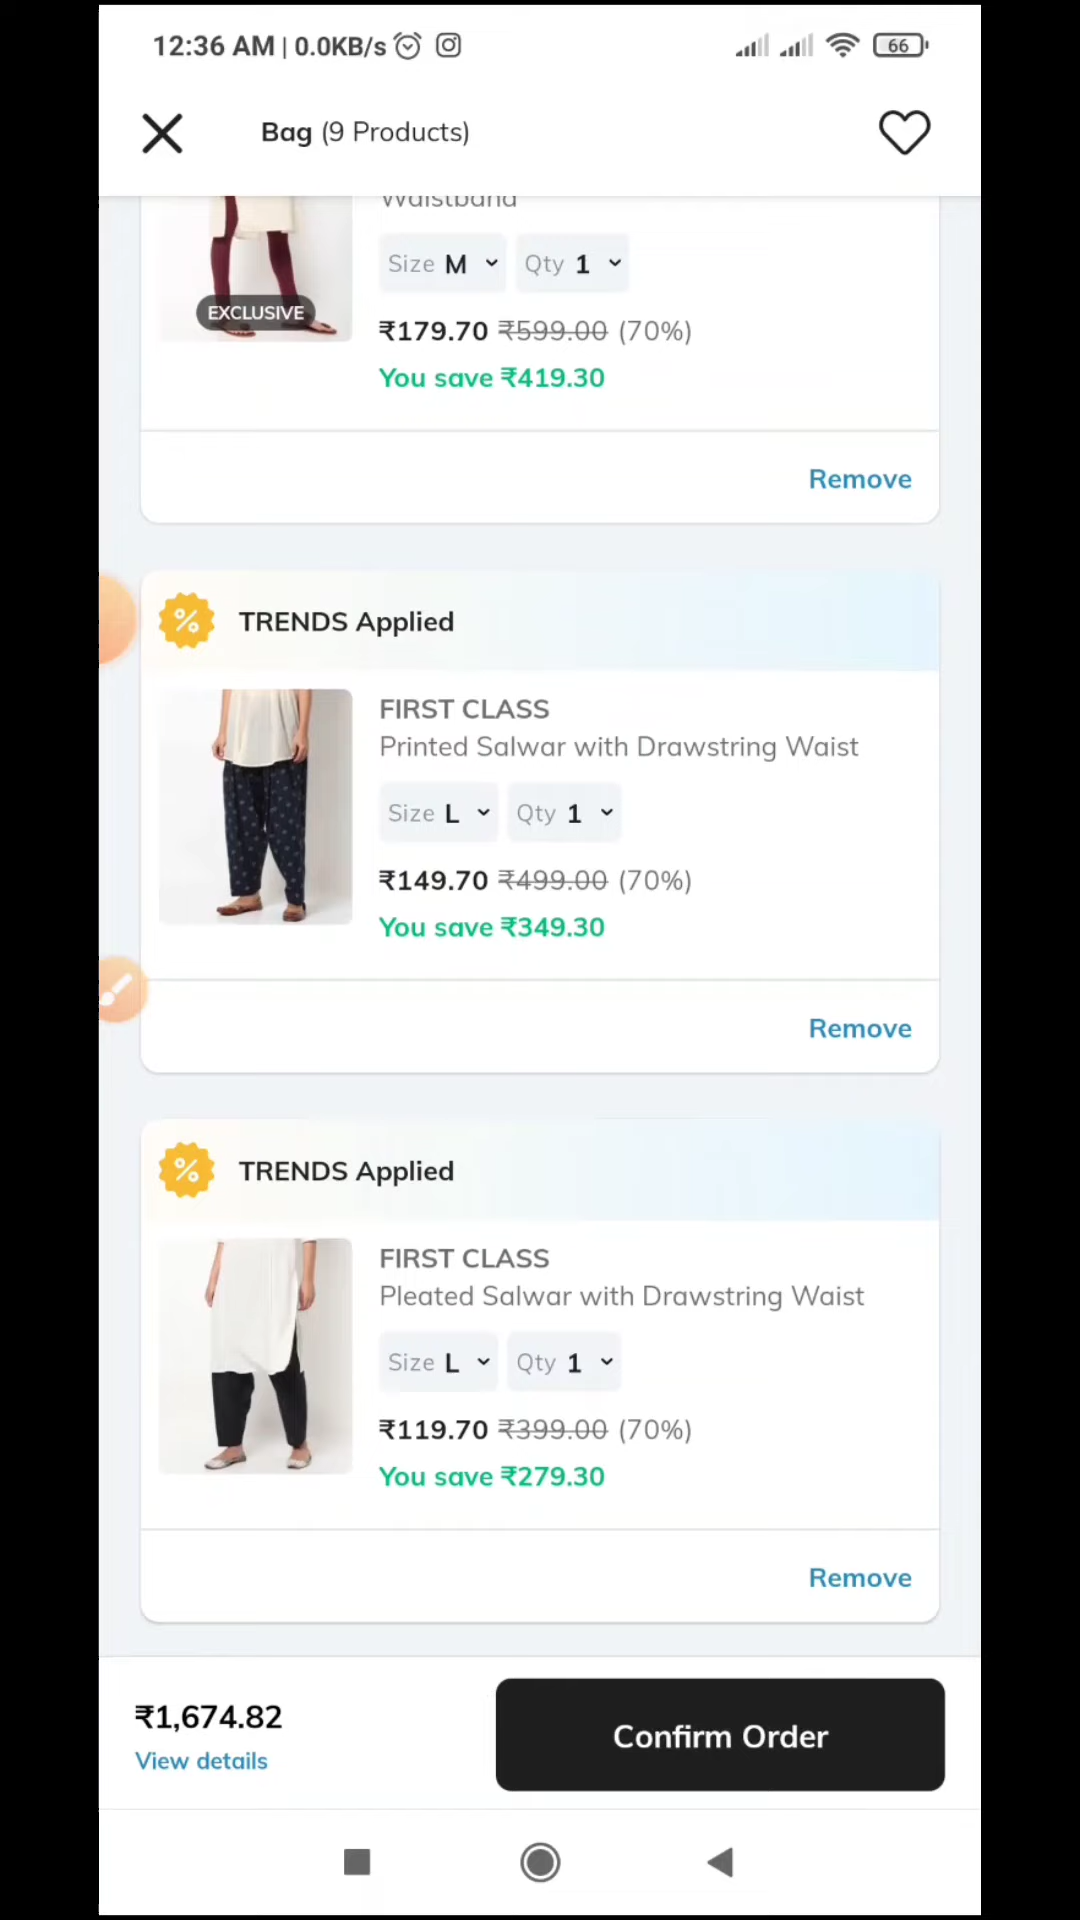 12:36 AM | 0.0KB/s
66
Bag (9 Products)
Waistband
Size M Qty 1
EXCLUSIVE
₹179.70 ₹599.00 (70%)
You save ₹419.30
Remove
TRENDS Applied
FIRST CLASS
Printed Salwar with Drawstring Waist
Size L Qty 1
₹149.70 ₹499.00 (70%)
You save ₹349.30
Remove
TRENDS Applied
FIRST CLASS
Pleated Salwar with Drawstring Waist
Size L Qty 1
₹119.70 ₹399.00 (70%)
You save ₹279.30
Remove
₹1,674.82
View details
Confirm Order